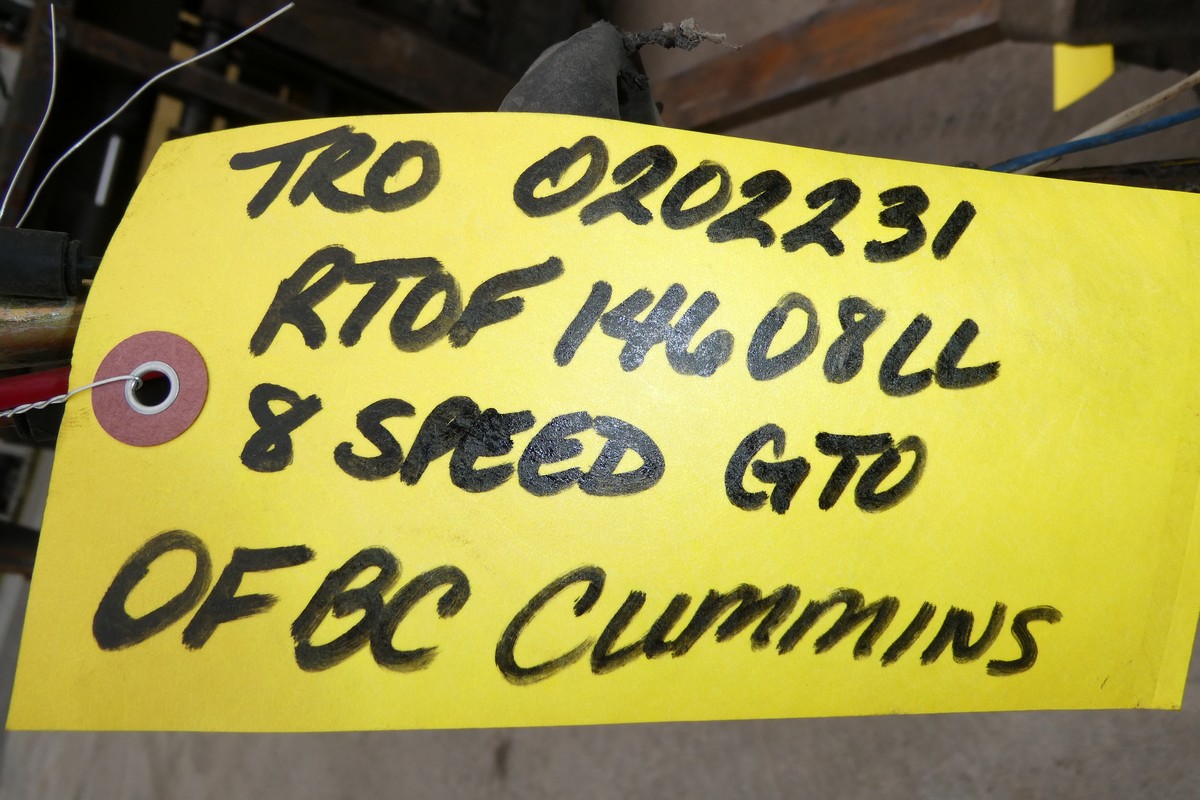 TRO 0202231
RTOF 14608LL
8 SPEED GTO
OFBC CUMMINS